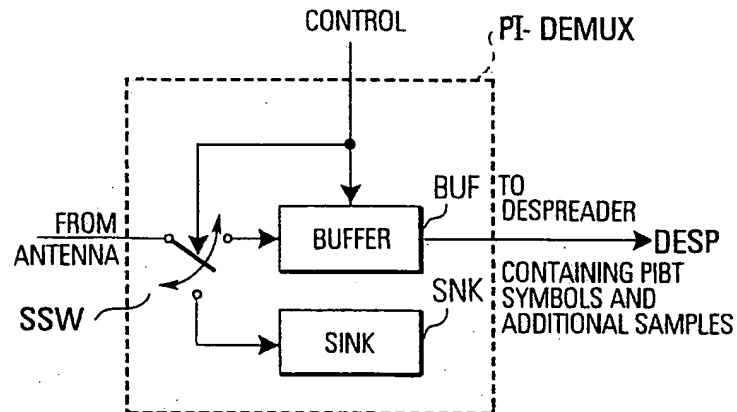 CONTROL
PI- DEMUX
FROM
ANTENNA
SSW
BUFFER
BUF
TO
DESPREADER
DESP
CONTAINING PIBT
SYMBOLS AND
ADDITIONAL SAMPLES
SNK
SINK